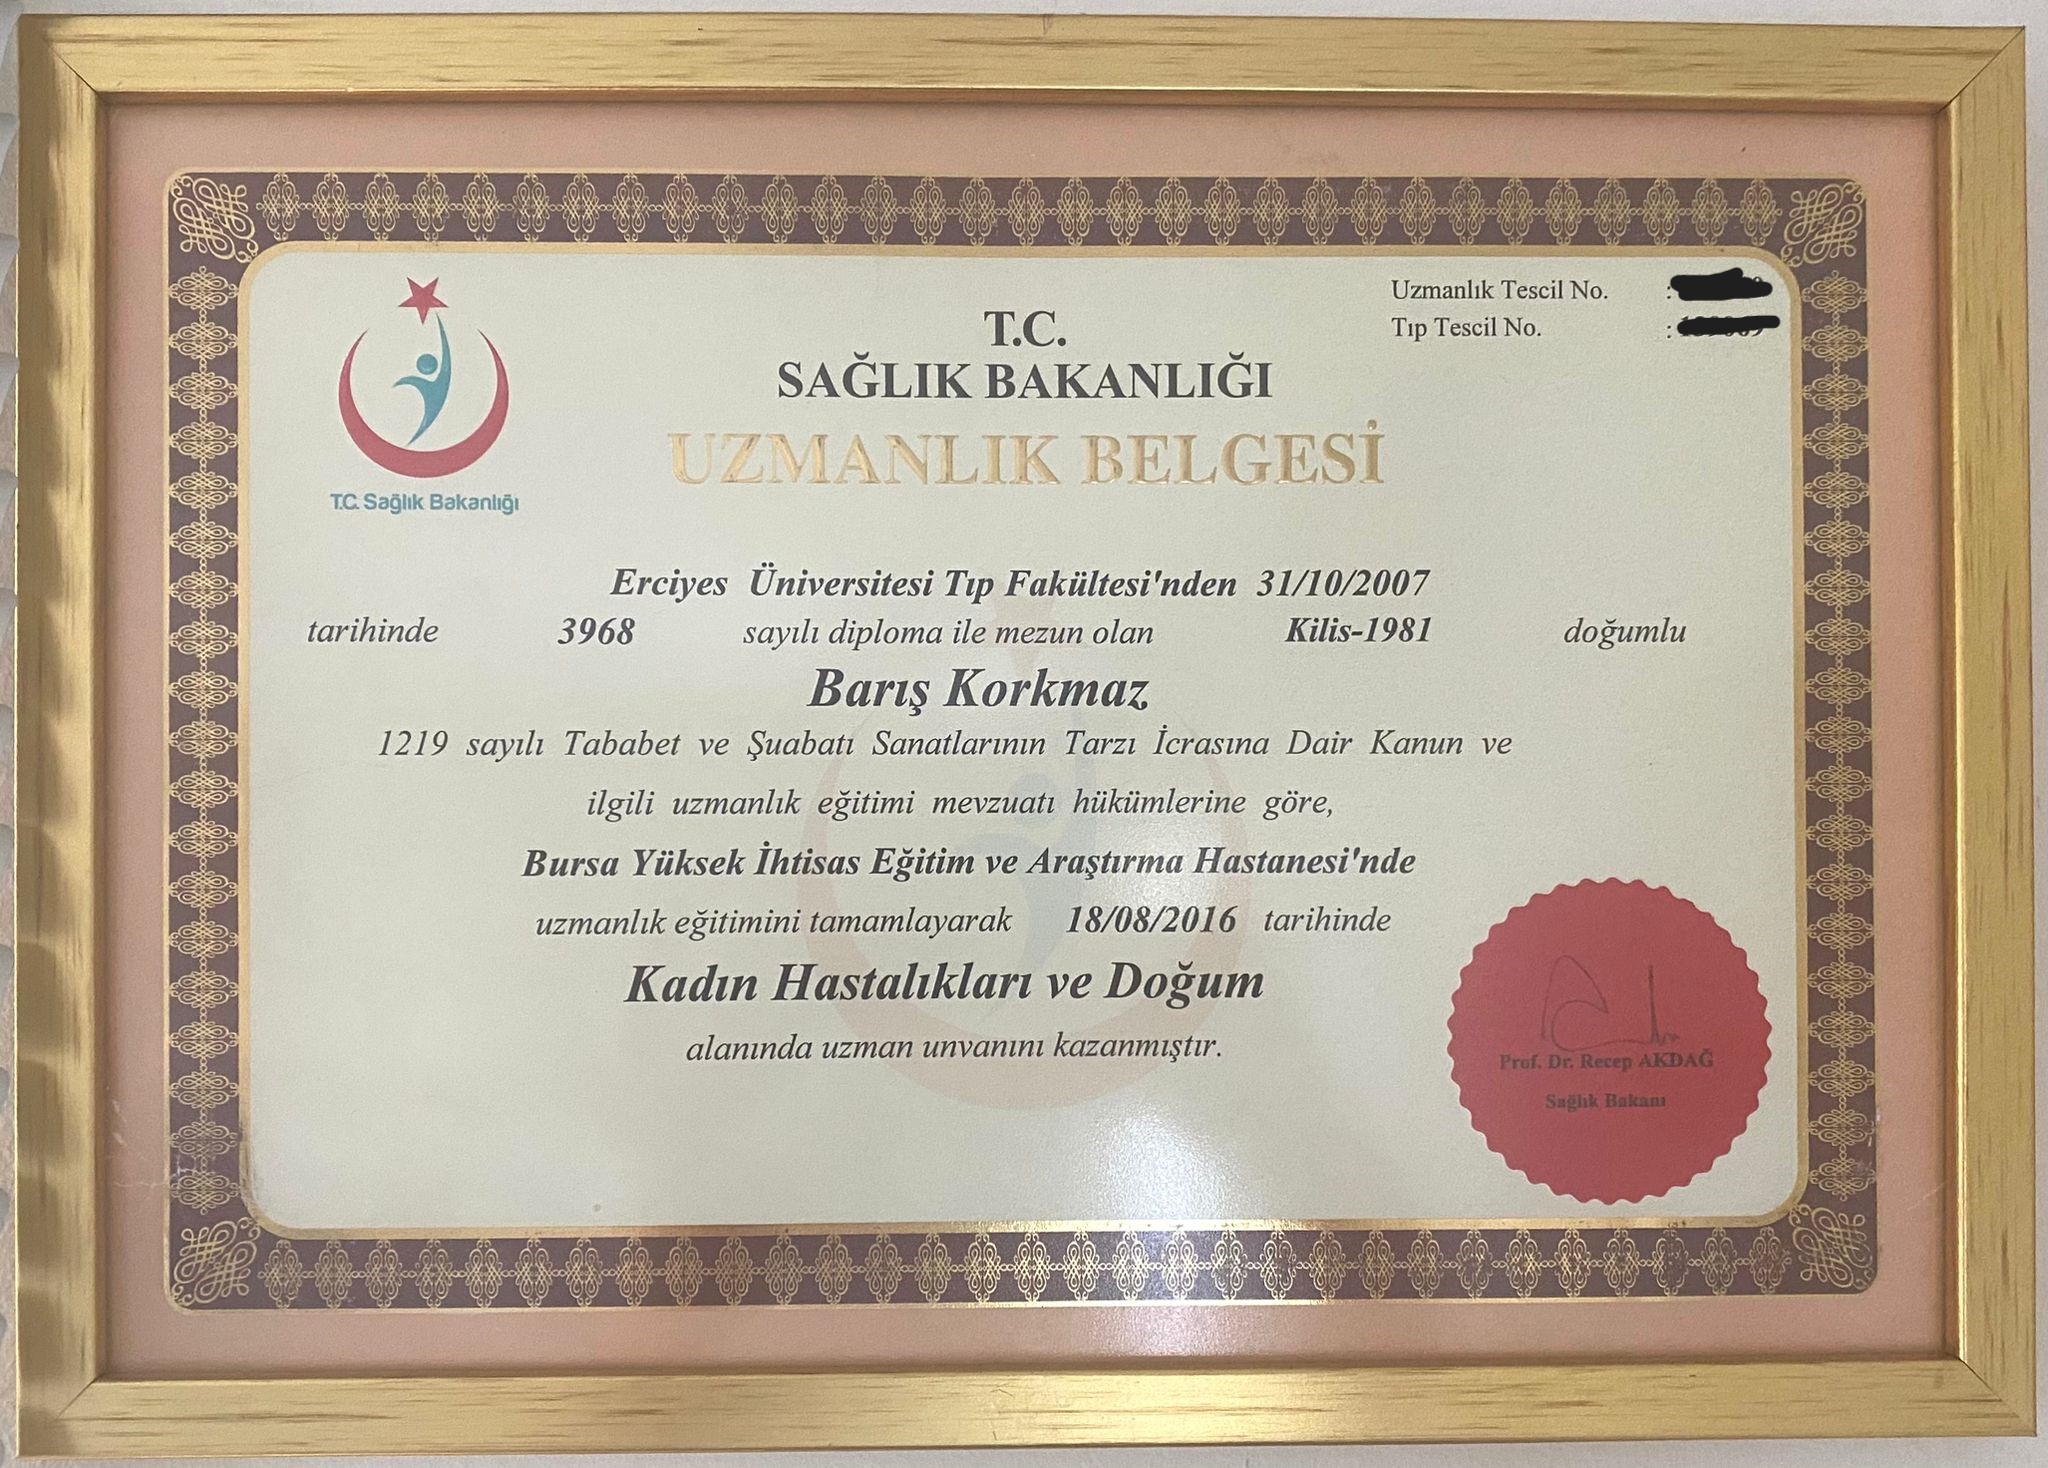 Uzmanlık Tescil No. :
Tıp Tescil No. :
T.C.
SAĞLIK BAKANLIĞI
UZMANLIK BELGESİ
T.C. Sağlık Bakanlığı
Erciyes Üniversitesi Tıp Fakültesi'nden 31/10/2007
tarihinde 3968 sayılı diploma ile mezun olan Kilis-1981 doğumlu
Barış Korkmaz
1219 sayılı Tababet ve Şuabatı Sanatlarının Tarzı İcrasına Dair Kanun ve
ilgili uzmanlık eğitimi mevzuatı hükümlerine göre,
Bursa Yüksek İhtisas Eğitim ve Araştırma Hastanesi'nde
uzmanlık eğitimini tamamlayarak 18/08/2016 tarihinde
Kadın Hastalıkları ve Doğum
alanında uzman unvanını kazanmıştır.
Prof. Dr. Recep AKDAĞ
Sağlık Bakanı